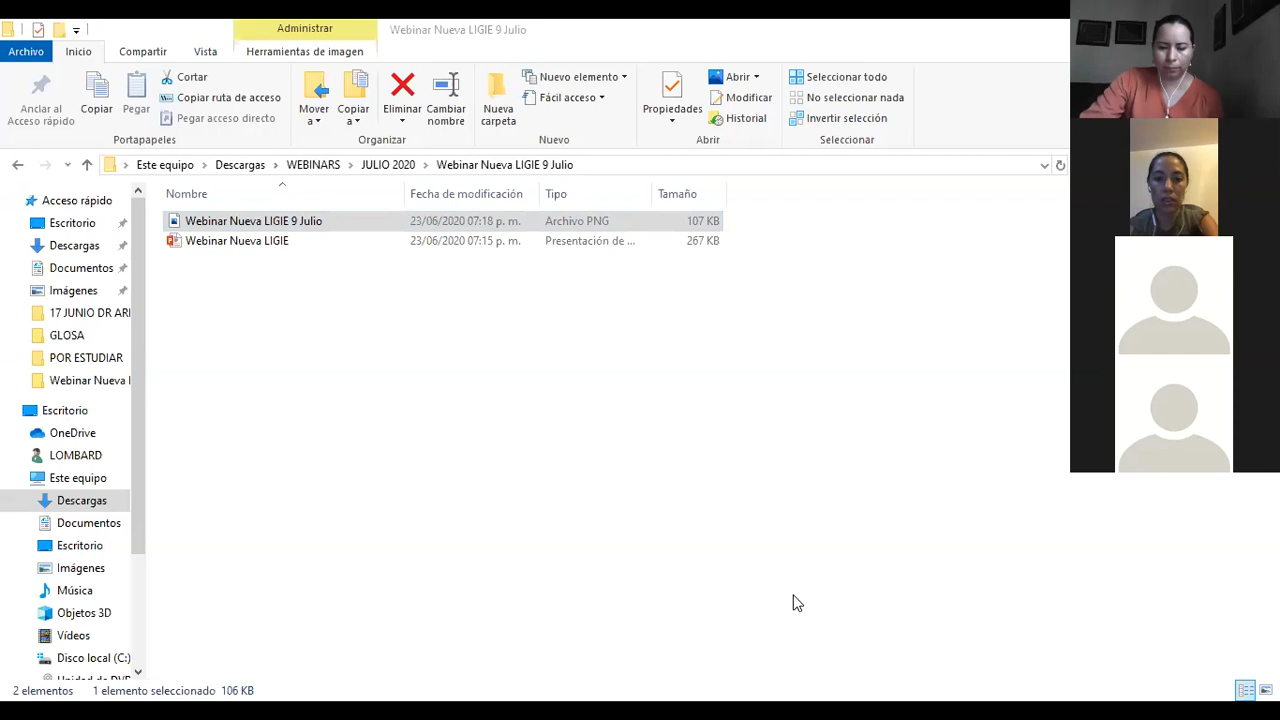 Administrar
Webinar Nueva LIGIE 9 Julio
Archivo
Inicio
Compartir
Vista
Herramientas de imagen
Anclar al
Acceso rápido
Copiar
Pegar
Cortar
Copiar ruta de acceso
Pegar acceso directo
Portapapeles
Mover
a
Copiar
a
Eliminar
Cambiar
nombre
Organizar
Nueva
carpeta
Nuevo elemento
Fácil acceso
Nuevo
Propiedades
Abrir
Modificar
Historial
Abrir
Seleccionar todo
No seleccionar nada
Invertir selección
Seleccionar
Este equipo > Descargas > WEBINARS > JULIO 2020 > Webinar Nueva LIGIE 9 Julio
Nombre Fecha de modificación Tipo Tamaño
Webinar Nueva LIGIE 9 Julio 23/06/2020 07:18 p. m. Archivo PNG 107 KB
Webinar Nueva LIGIE 23/06/2020 07:15 p. m. Presentación de ... 267 KB
Acceso rápido
Escritorio
Descargas
Documentos
Imágenes
17 JUNIO DR ARI
GLOSA
POR ESTUDIAR
Webinar Nueva
Escritorio
OneDrive
LOMBARD
Este equipo
Descargas
Documentos
Escritorio
Imágenes
Música
Objetos 3D
Vídeos
Disco local (C:)
2 elementos 1 elemento seleccionado 106 KB